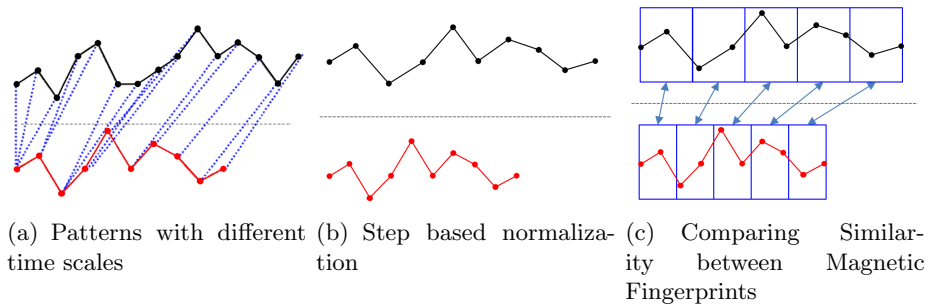 (a) Patterns with different
time scales
(b) Step based normaliza-
tion
(c) Comparing Similar-
ity between Magnetic
Fingerprints